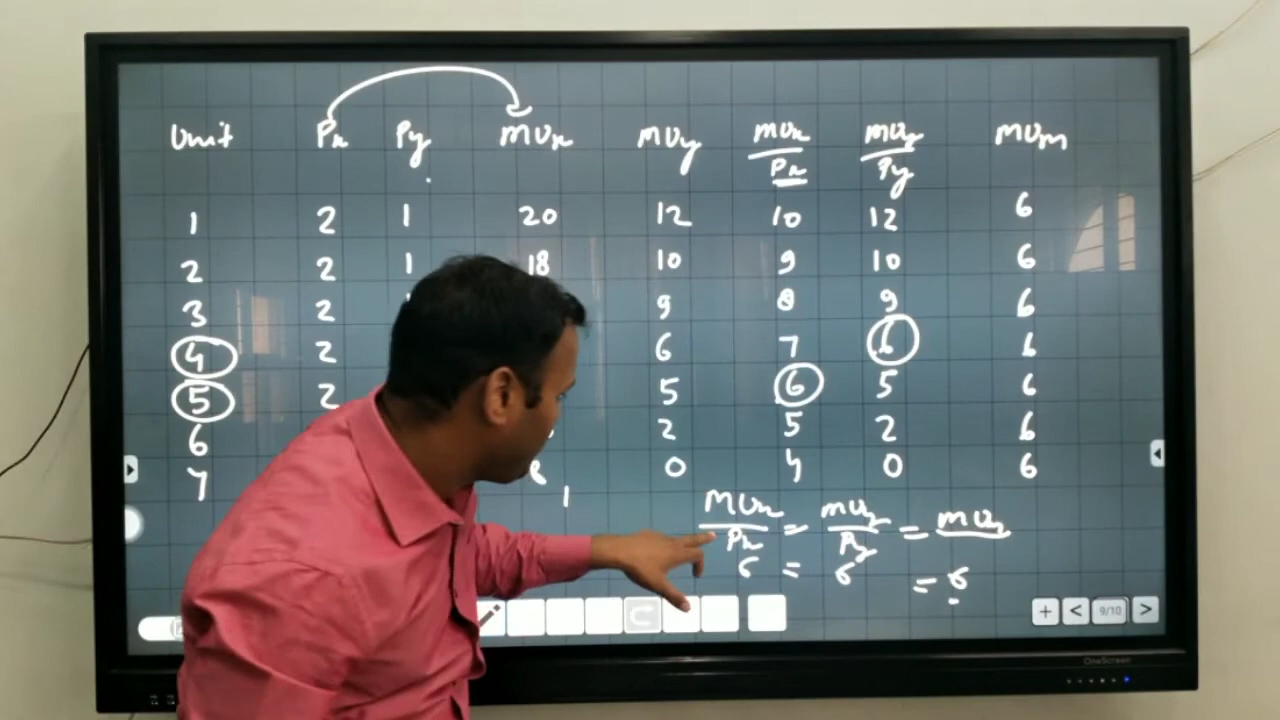 Unit Px Py MUx MUy MUx/Px MUy/Py MUm
1 2 1 20 12 10 12 6
2 2 1 18 10 9 10 6
3 2 9 8 9 6
4 2 6 7 6 6
5 2 5 6 5 6
6 2 5 2 6
7 8 0 4 0 6
MUx/Px = MUy/Py = MU
6 = 6 = 6
+ < 9/10 >
OneScreen